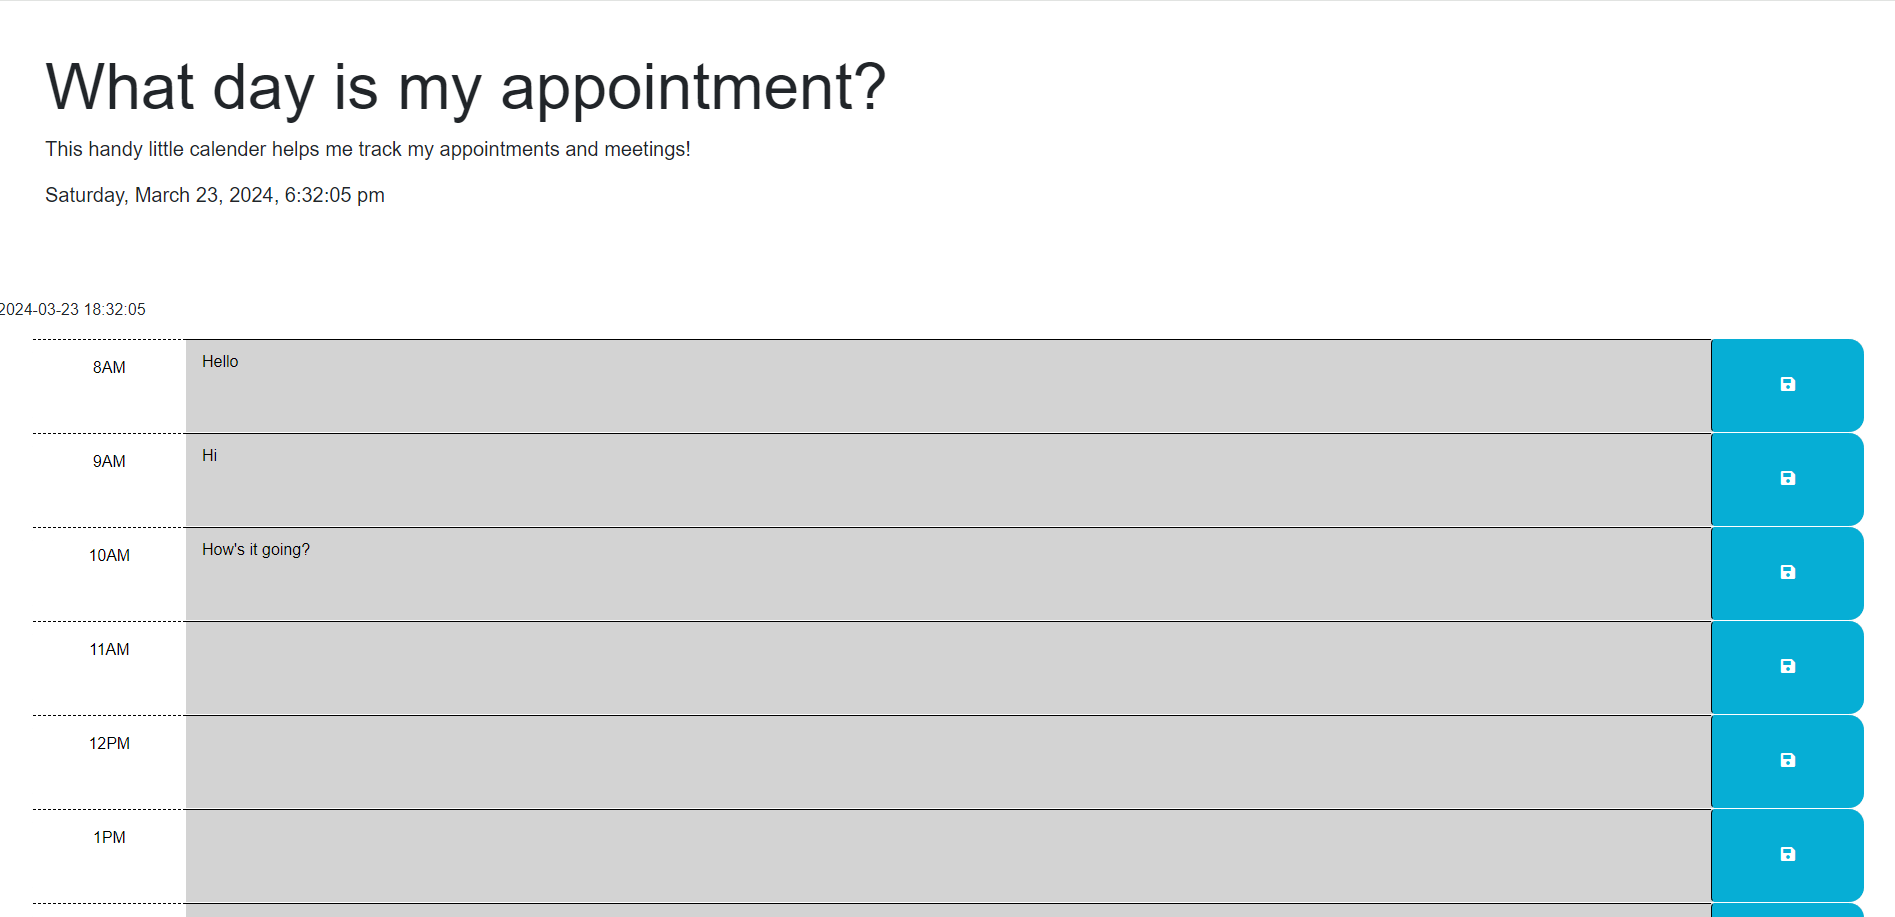 What day is my appointment?
This handy little calender helps me track my appointments and meetings!
Saturday, March 23, 2024, 6:32:05 pm
2024-03-23 18:32:05
8AM Hello
9AM Hi
10AM How's it going?
11AM
12PM
1PM